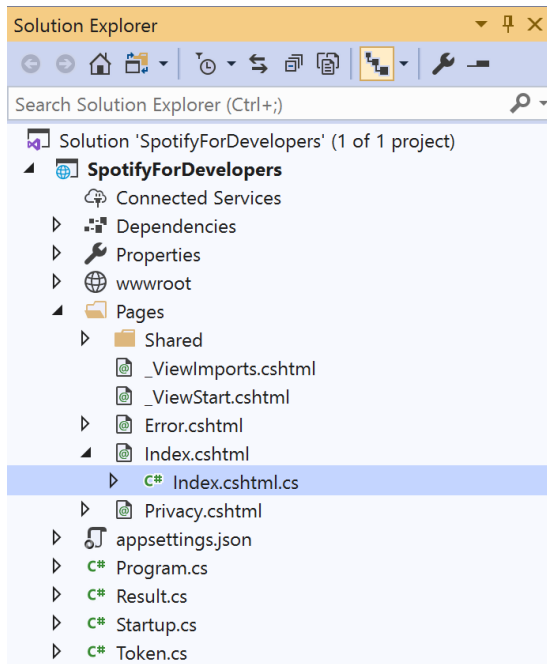 Solution Explorer
Search Solution Explorer (Ctrl+;)
Solution 'SpotifyForDevelopers' (1 of 1 project)
SpotifyForDevelopers
Connected Services
Dependencies
Properties
wwwroot
Pages
Shared
_ViewImports.cshtml
_ViewStart.cshtml
Error.cshtml
Index.cshtml
C# Index.cshtml.cs
Privacy.cshtml
appsettings.json
C# Program.cs
C# Result.cs
C# Startup.cs
C# Token.cs